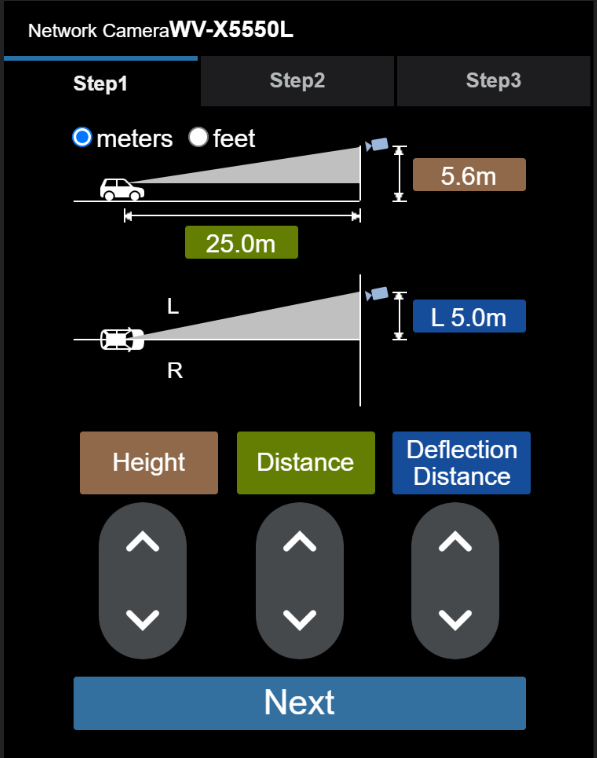 Network CameraWV-X5550L
Step1 Step2 Step3
meters feet
5.6m
25.0m
L
L 5.0m
R
Height Distance Deflection Distance
Next